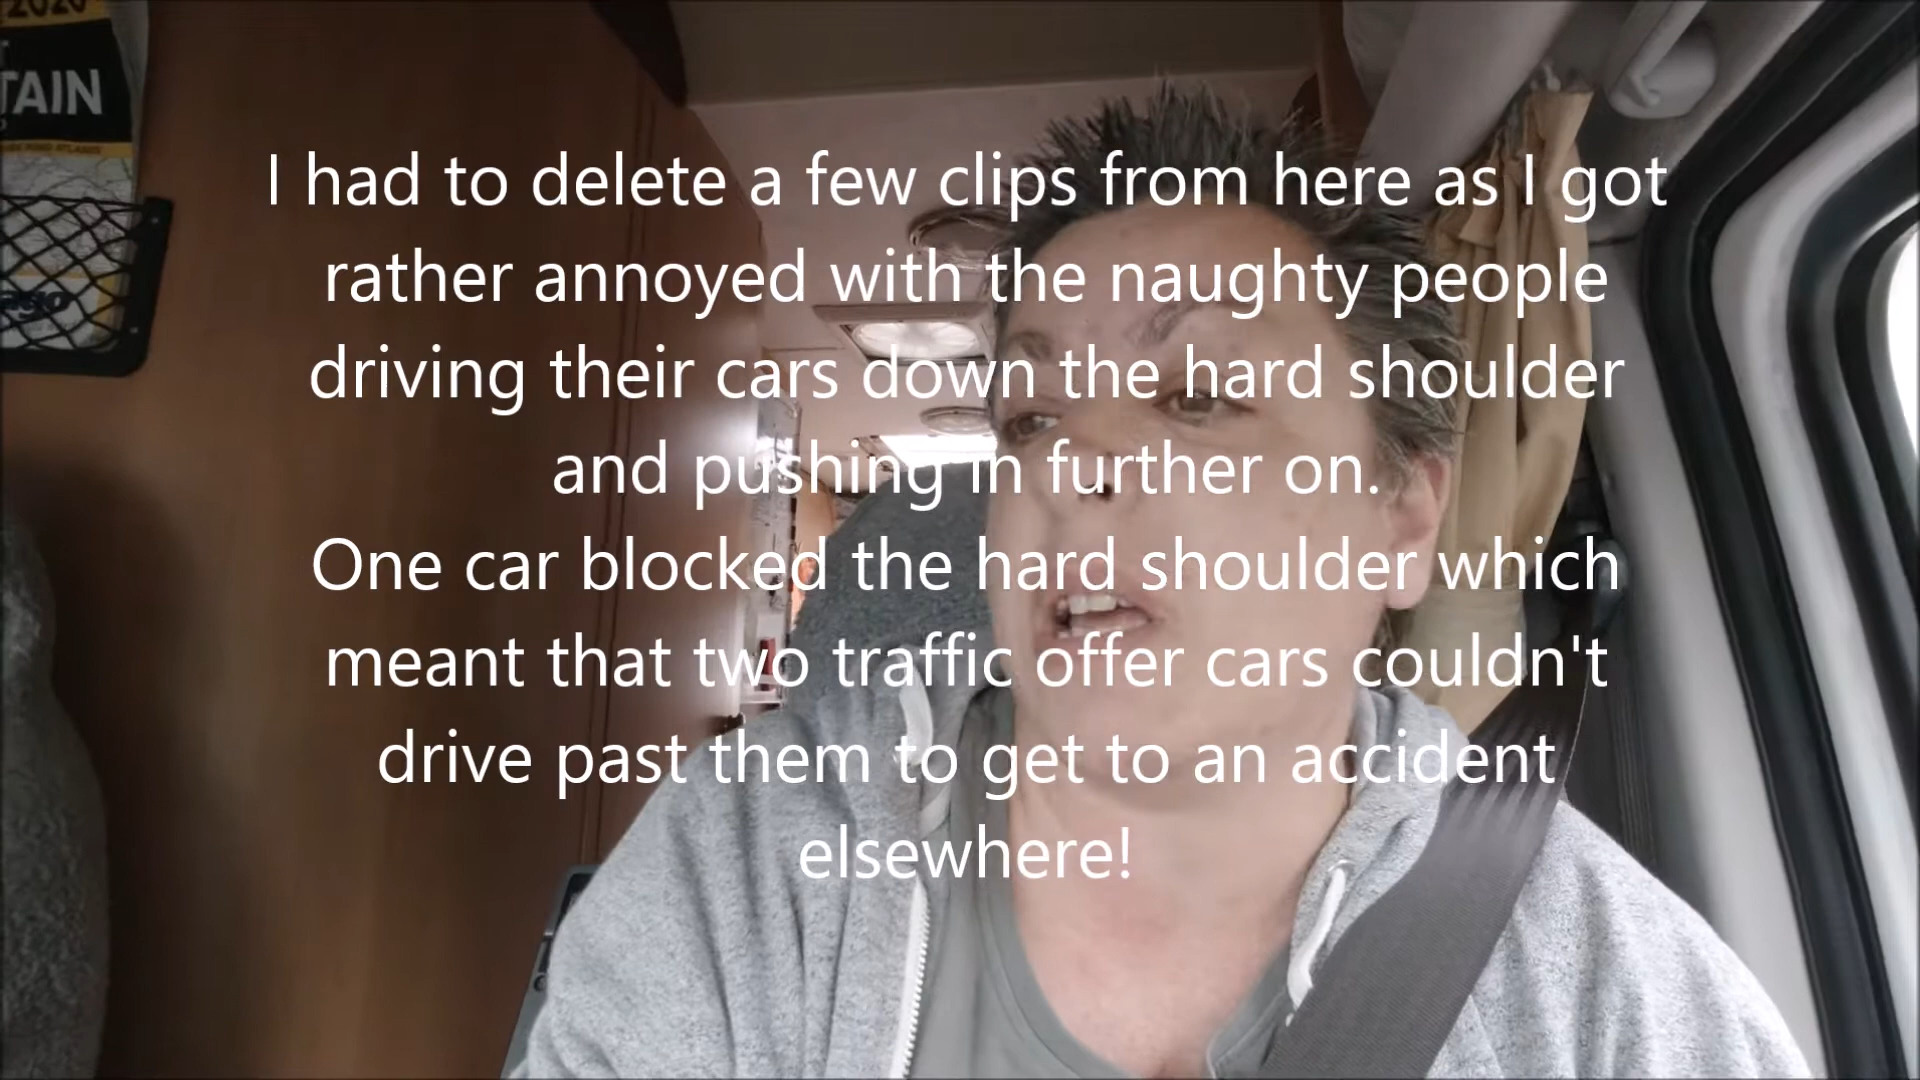 2020
TAIN
I had to delete a few clips from here as I got
rather annoyed with the naughty people
driving their cars down the hard shoulder
and pushing in further on.
One car blocked the hard shoulder which
meant that two traffic offer cars couldn't
drive past them to get to an accident
elsewhere!